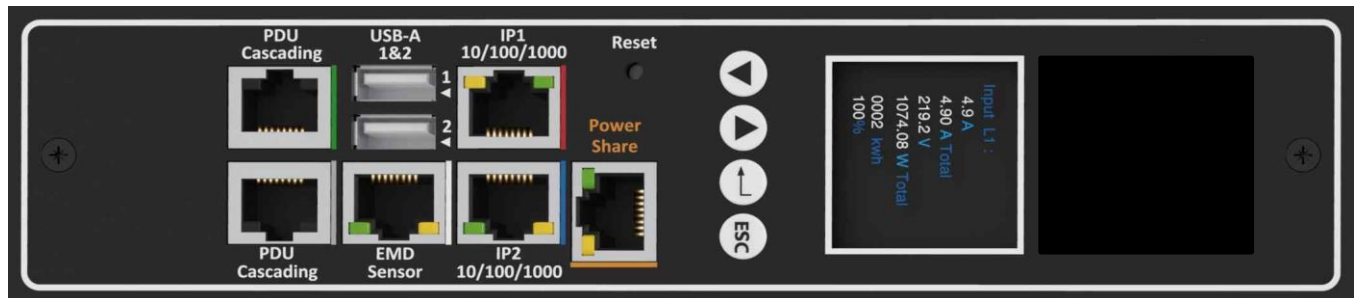 PDU
Cascading
USB-A
1&2
IP1
10/100/1000
Reset
1
2
Power
Share
PDU
Cascading
EMD
Sensor
IP2
10/100/1000
ESC
Input L1 :
4.9 A
4.90 A Total
219.2 V
1074.08 W Total
0002 kwh
100%